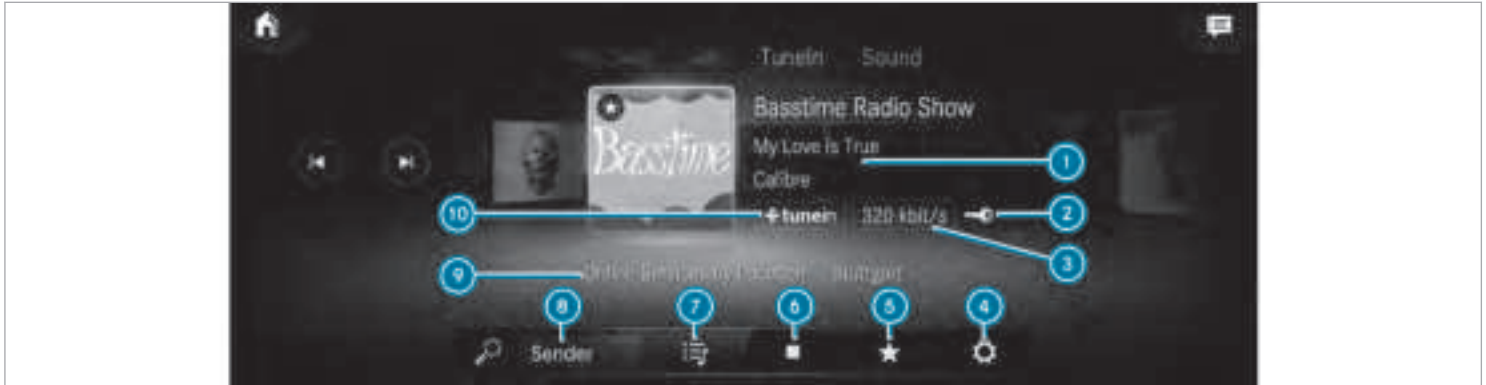 TuneIn Sound
Basstime Radio Show
My Love is True
1
Basstime
Calibre
10
tunein 320 kbit/s
2
3
9
8 7 6 5 4
Sender